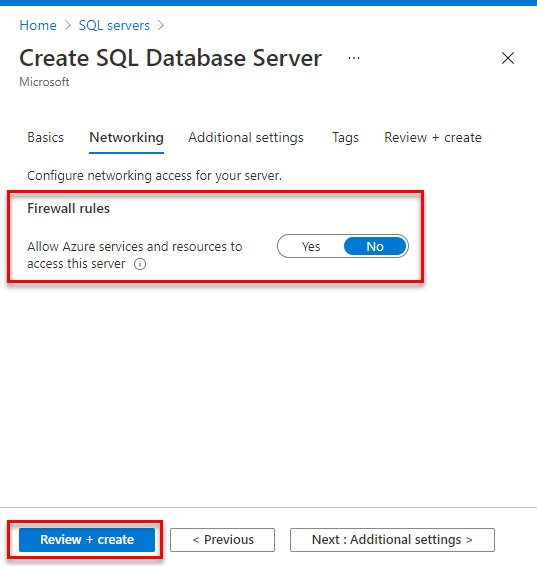 Home > SQL servers >
Create SQL Database Server ...
Microsoft
Basics Networking Additional settings Tags Review + create
Configure networking access for your server.
Firewall rules
Allow Azure services and resources to
access this server
Yes No
Review + create < Previous Next : Additional settings >